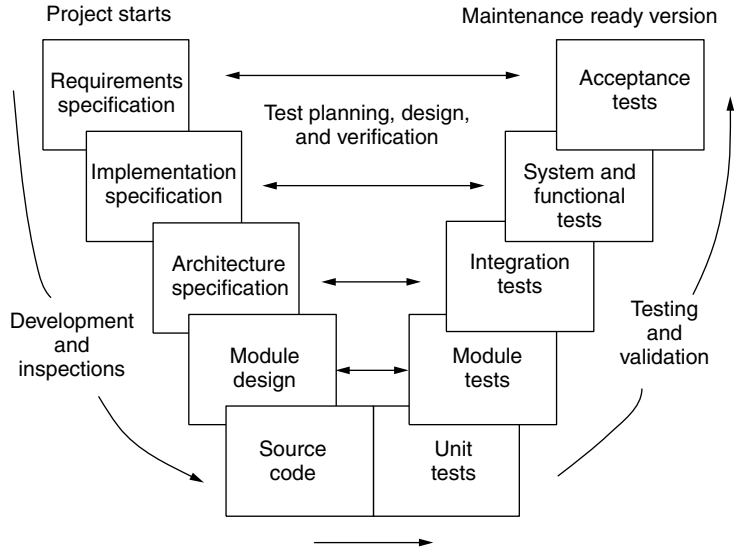 Project starts
Maintenance ready version
Requirements
specification
Acceptance
tests
Test planning, design,
and verification
Implementation
specification
System and
functional
tests
Architecture
specification
Integration
tests
Development
and
inspections
Testing
and
validation
Module
design
Module
tests
Source
code
Unit
tests